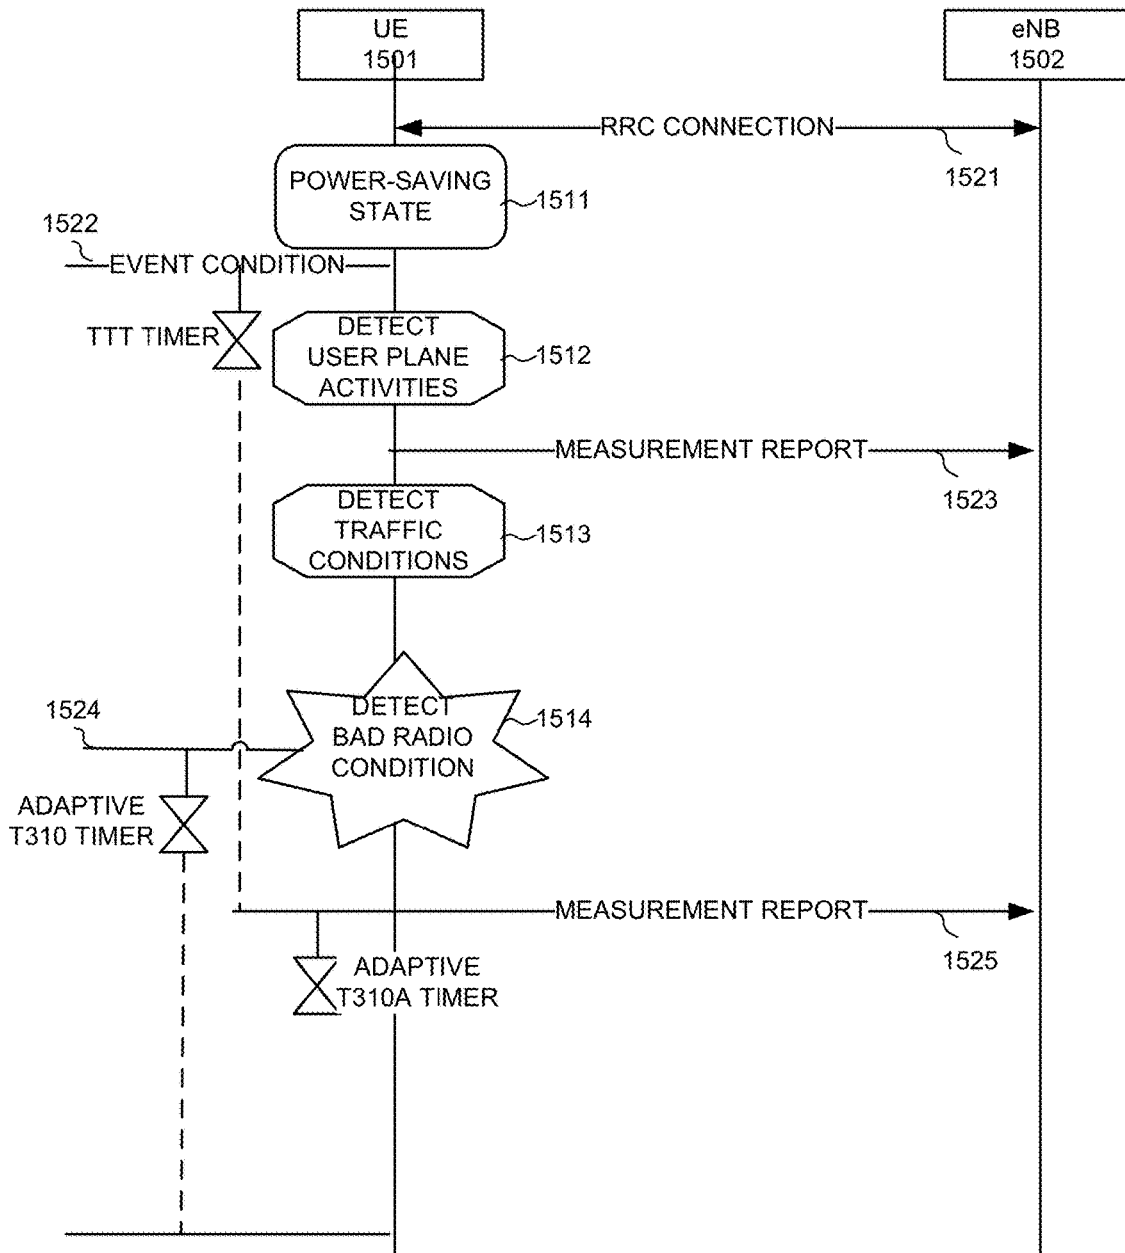 UE
1501
eNB
1502
RRC CONNECTION
1521
POWER-SAVING
STATE
1511
1522
EVENT CONDITION
TTT TIMER
DETECT
USER PLANE
ACTIVITIES
1512
MEASUREMENT REPORT
1523
DETECT
TRAFFIC
CONDITIONS
1513
DETECT
BAD RADIO
CONDITION
1514
1524
ADAPTIVE
T310 TIMER
MEASUREMENT REPORT
1525
ADAPTIVE
T310A TIMER